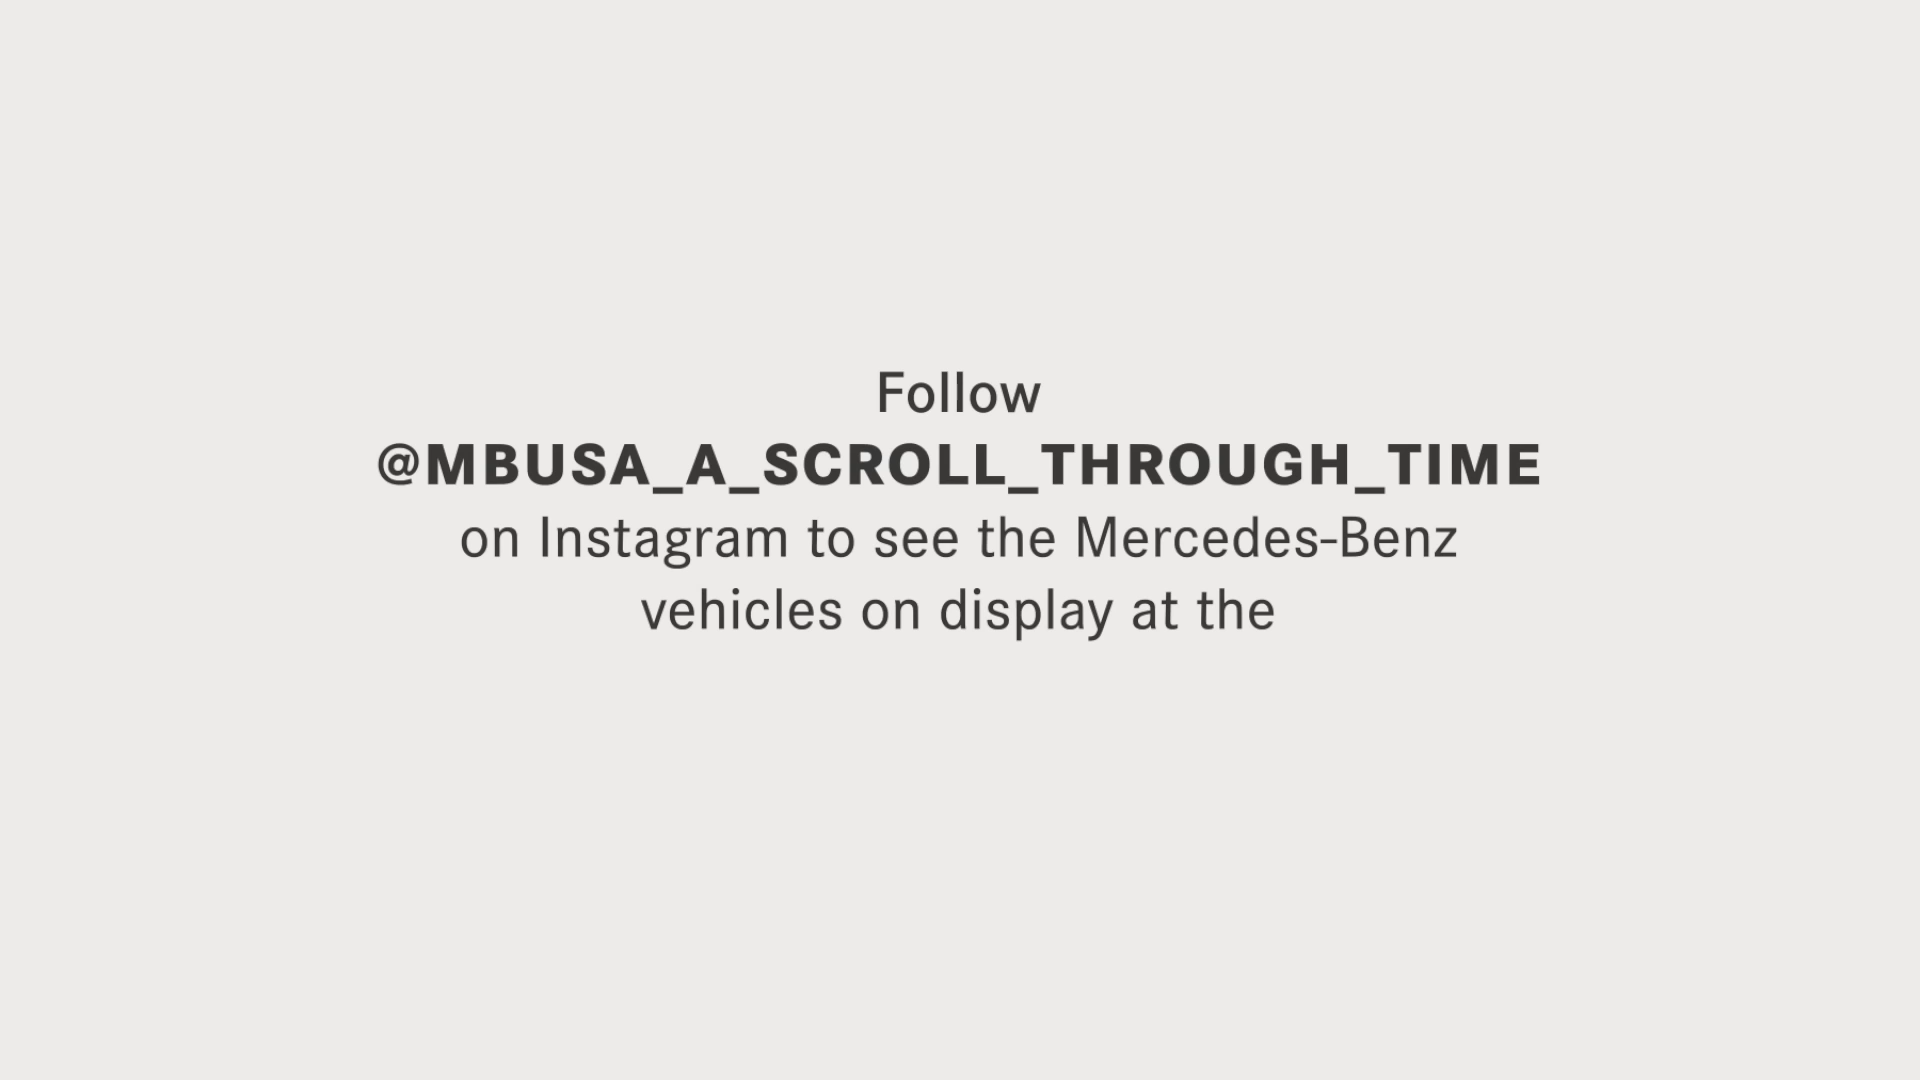 Follow
@MBUSA_A_SCROLL_THROUGH_TIME
on Instagram to see the Mercedes-Benz
vehicles on display at the